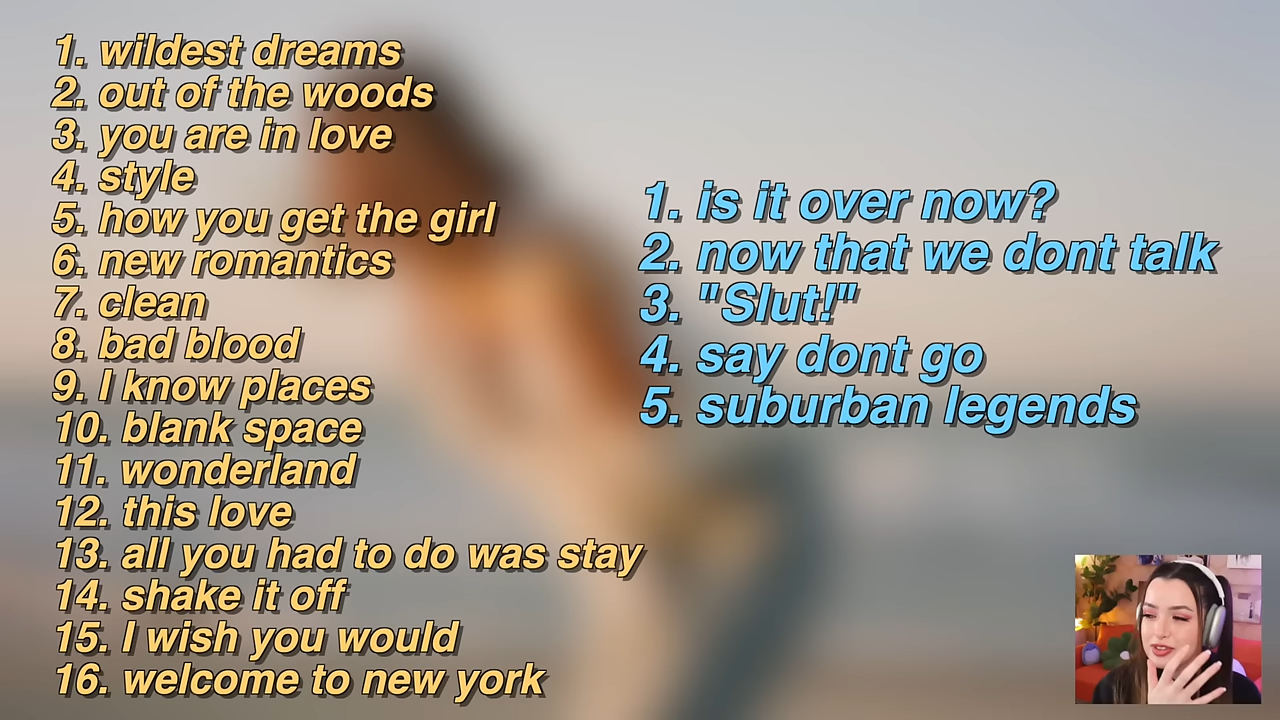 1. wildest dreams
2. out of the woods
3. you are in love
4. style
5. how you get the girl
6. new romantics
7. clean
8. bad blood
9. I know places
10. blank space
11. wonderland
12. this love
13. all you had to do was stay
14. shake it off
15. I wish you would
16. welcome to new york
1. is it over now?
2. now that we dont talk
3. "Slut!"
4. say dont go
5. suburban legends